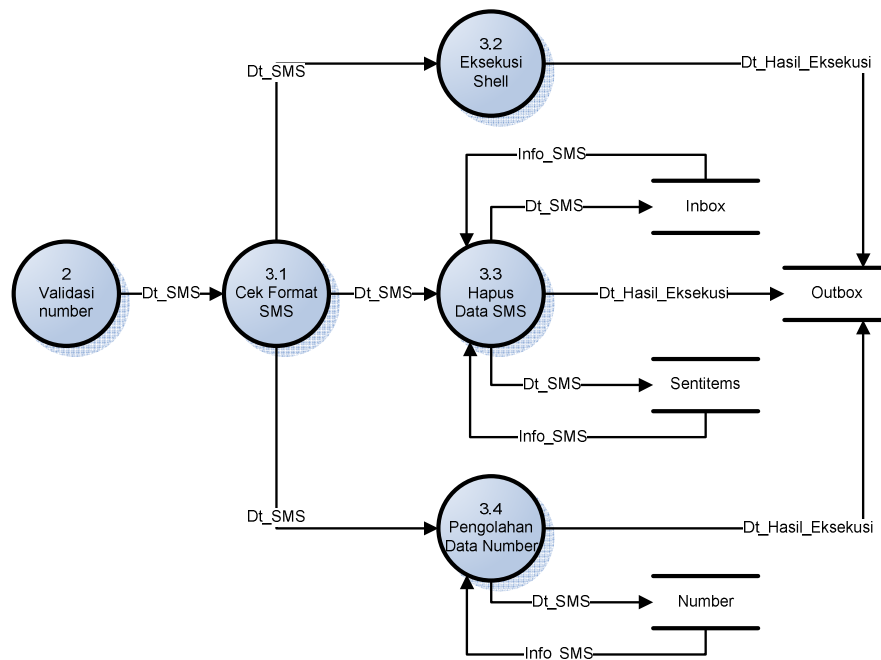 3.2
Eksekusi
Shell
Dt_SMS
Dt_Hasil_Eksekusi
Info_SMS
Dt_SMS
Inbox
2
Validasi
number
Dt_SMS
3.1
Cek Format
SMS
Dt_SMS
3.3
Hapus
Data SMS
Dt_Hasil_Eksekusi
Outbox
Dt_SMS
Sentitems
Info_SMS
Dt_SMS
3.4
Pengolahan
Data Number
Dt_Hasil_Eksekusi
Dt_SMS
Number
Info_SMS